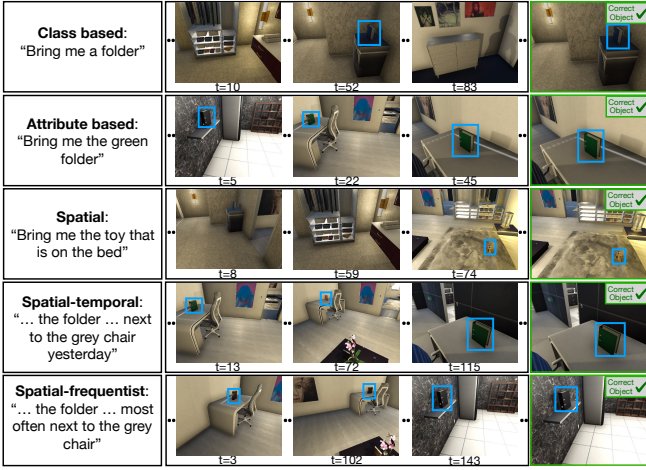 Class based:
“Bring me a folder”
t=10
t=52
t=83
Correct
Object
Attribute based:
“Bring me the green
folder”
t=5
t=22
t=45
Correct
Object
Spatial:
“Bring me the toy that
is on the bed”
t=8
t=59
t=74
Correct
Object
Spatial-temporal:
“... the folder ... next
to the grey chair
yesterday”
t=13
t=72
t=115
Correct
Object
Spatial-frequentist:
“... the folder ... most
often next to the grey
chair”
t=3
t=102
t=143
Correct
Object